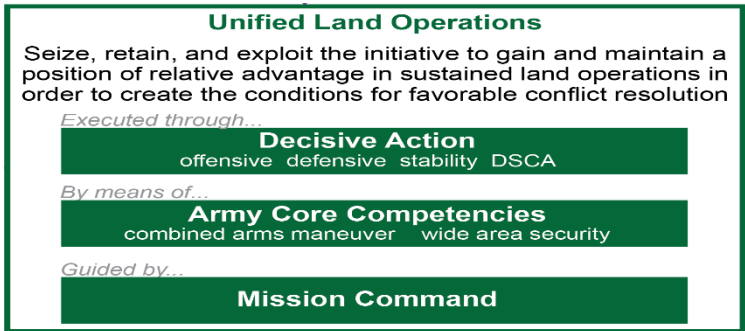 Unified Land Operations
Seize, retain, and exploit the initiative to gain and maintain a
position of relative advantage in sustained land operations in
order to create the conditions for favorable conflict resolution
Executed through...
Decisive Action
offensive defensive stability DSCA
By means of...
Army Core Competencies
combined arms maneuver wide area security
Guided by...
Mission Command